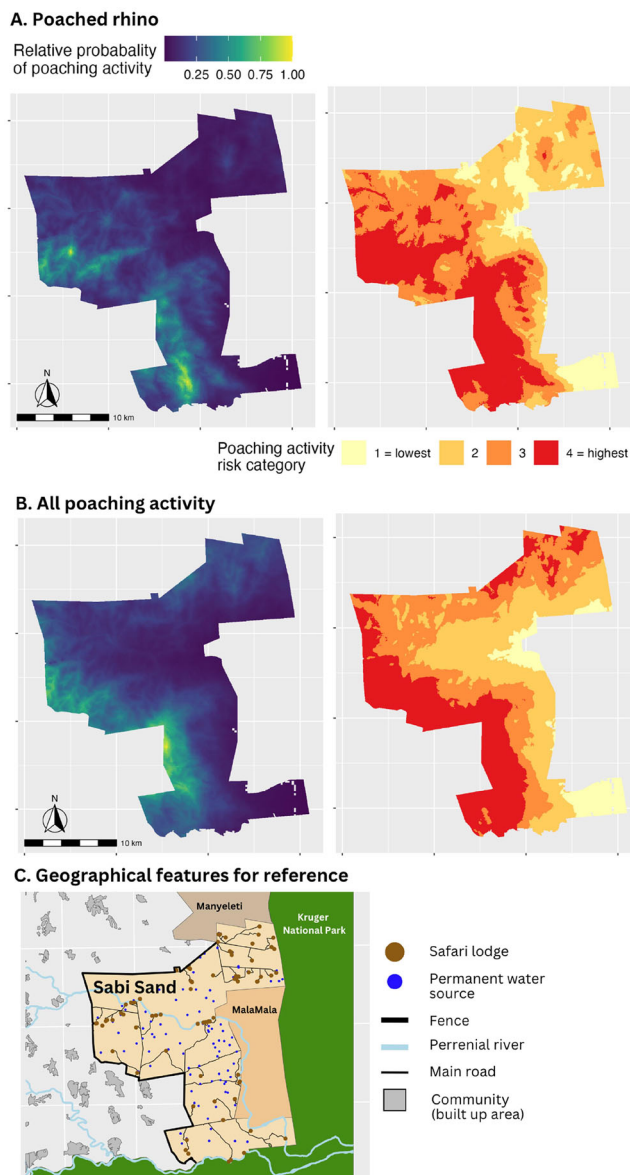 A. Poached rhino
Relative probabality
of poaching activity
0.25 0.50 0.75 1.00
N
10 km
Poaching activity
risk category
1 = lowest
2
3
4 = highest
B. All poaching activity
N
10 km
C. Geographical features for reference
Manyeleti
Kruger
National Park
Sabi Sand
MalaMala
Safari lodge
Permanent water
source
Fence
Perrenial river
Main road
Community
(built up area)